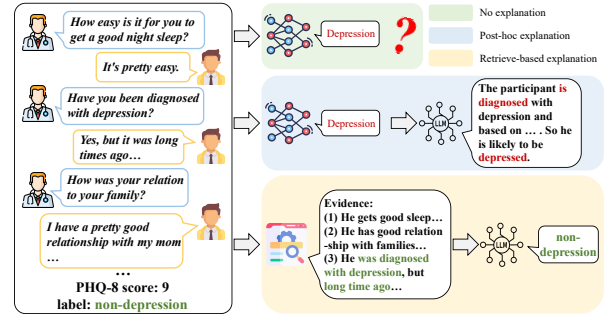 How easy is it for you to
get a good night sleep?
It's pretty easy.
Have you been diagnosed
with depression?
Yes, but it was long
times ago…
How was your relation
to your family?
I have a pretty good
relationship with my mom
…
…
PHQ-8 score: 9
label: non-depression
Depression
?
No explanation
Post-hoc explanation
Retrieve-based explanation
Depression
LLM
The participant is
diagnosed with
depression and
based on … . So he
is likely to be
depressed.
Evidence:
(1) He gets good sleep…
(2) He has good relation
-ship with families…
(3) He was diagnosed
with depression, but
long time ago…
LLM
non-
depression